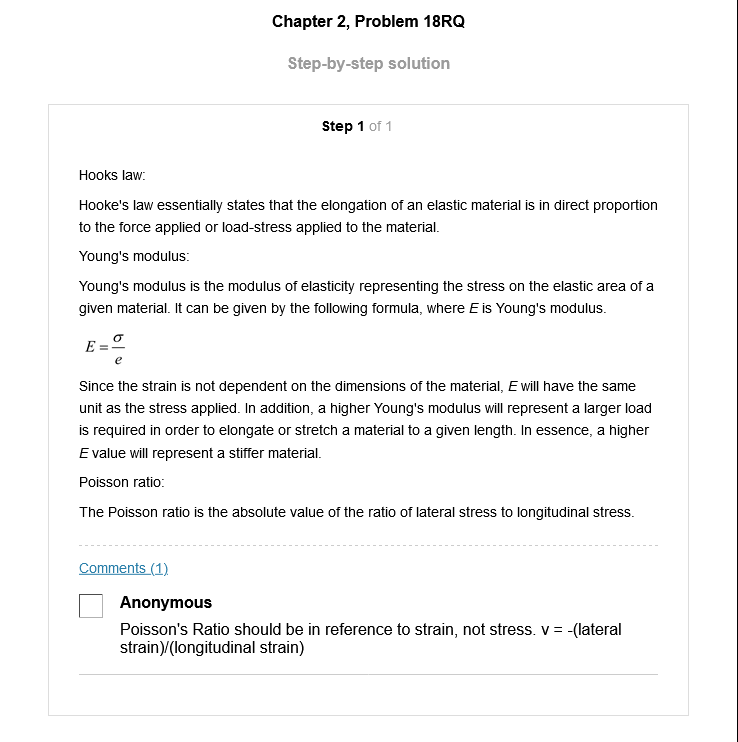 Chapter 2, Problem 18RQ
Step-by-step solution
Step 1 of 1
Hooks law:
Hooke's law essentially states that the elongation of an elastic material is in direct proportion
to the force applied or load-stress applied to the material.
Young's modulus:
Young's modulus is the modulus of elasticity representing the stress on the elastic area of a
given material. It can be given by the following formula, where E is Young's modulus.
E = σ/e
Since the strain is not dependent on the dimensions of the material, E will have the same
unit as the stress applied. In addition, a higher Young's modulus will represent a larger load
is required in order to elongate or stretch a material to a given length. In essence, a higher
E value will represent a stiffer material.
Poisson ratio:
The Poisson ratio is the absolute value of the ratio of lateral stress to longitudinal stress.
Comments (1)
Anonymous
Poisson's Ratio should be in reference to strain, not stress. v = -(lateral
strain)/(longitudinal strain)